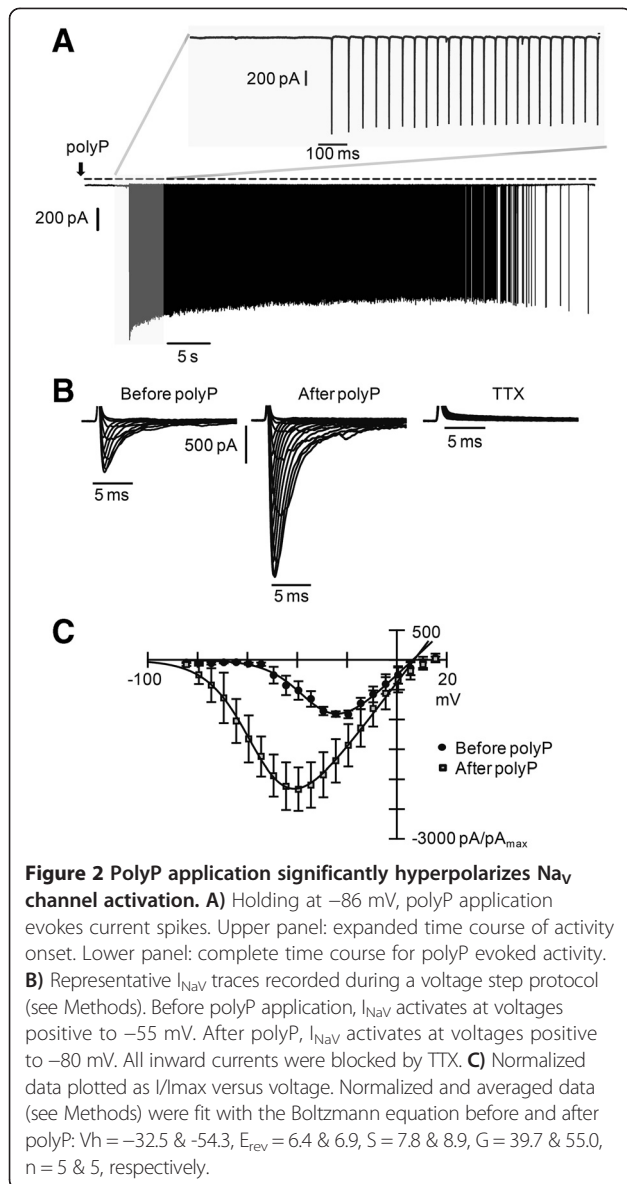 A
200 pA
100 ms
polyP
200 pA
5 s
B
Before polyP
After polyP
TTX
500 pA
5 ms
5 ms
5 ms
C
500
-100
20
mV
Before polyP
After polyP
-3000 pA/pAmax
Figure 2 PolyP application significantly hyperpolarizes NaV
channel activation. A) Holding at −86 mV, polyP application
evokes current spikes. Upper panel: expanded time course of activity
onset. Lower panel: complete time course for polyP evoked activity.
B) Representative INaV traces recorded during a voltage step protocol
(see Methods). Before polyP application, INaV activates at voltages
positive to −55 mV. After polyP, INaV activates at voltages positive
to −80 mV. All inward currents were blocked by TTX. C) Normalized
data plotted as I/Imax versus voltage. Normalized and averaged data
(see Methods) were fit with the Boltzmann equation before and after
polyP: Vh = −32.5 & -54.3, Erev = 6.4 & 6.9, S = 7.8 & 8.9, G = 39.7 & 55.0,
n = 5 & 5, respectively.